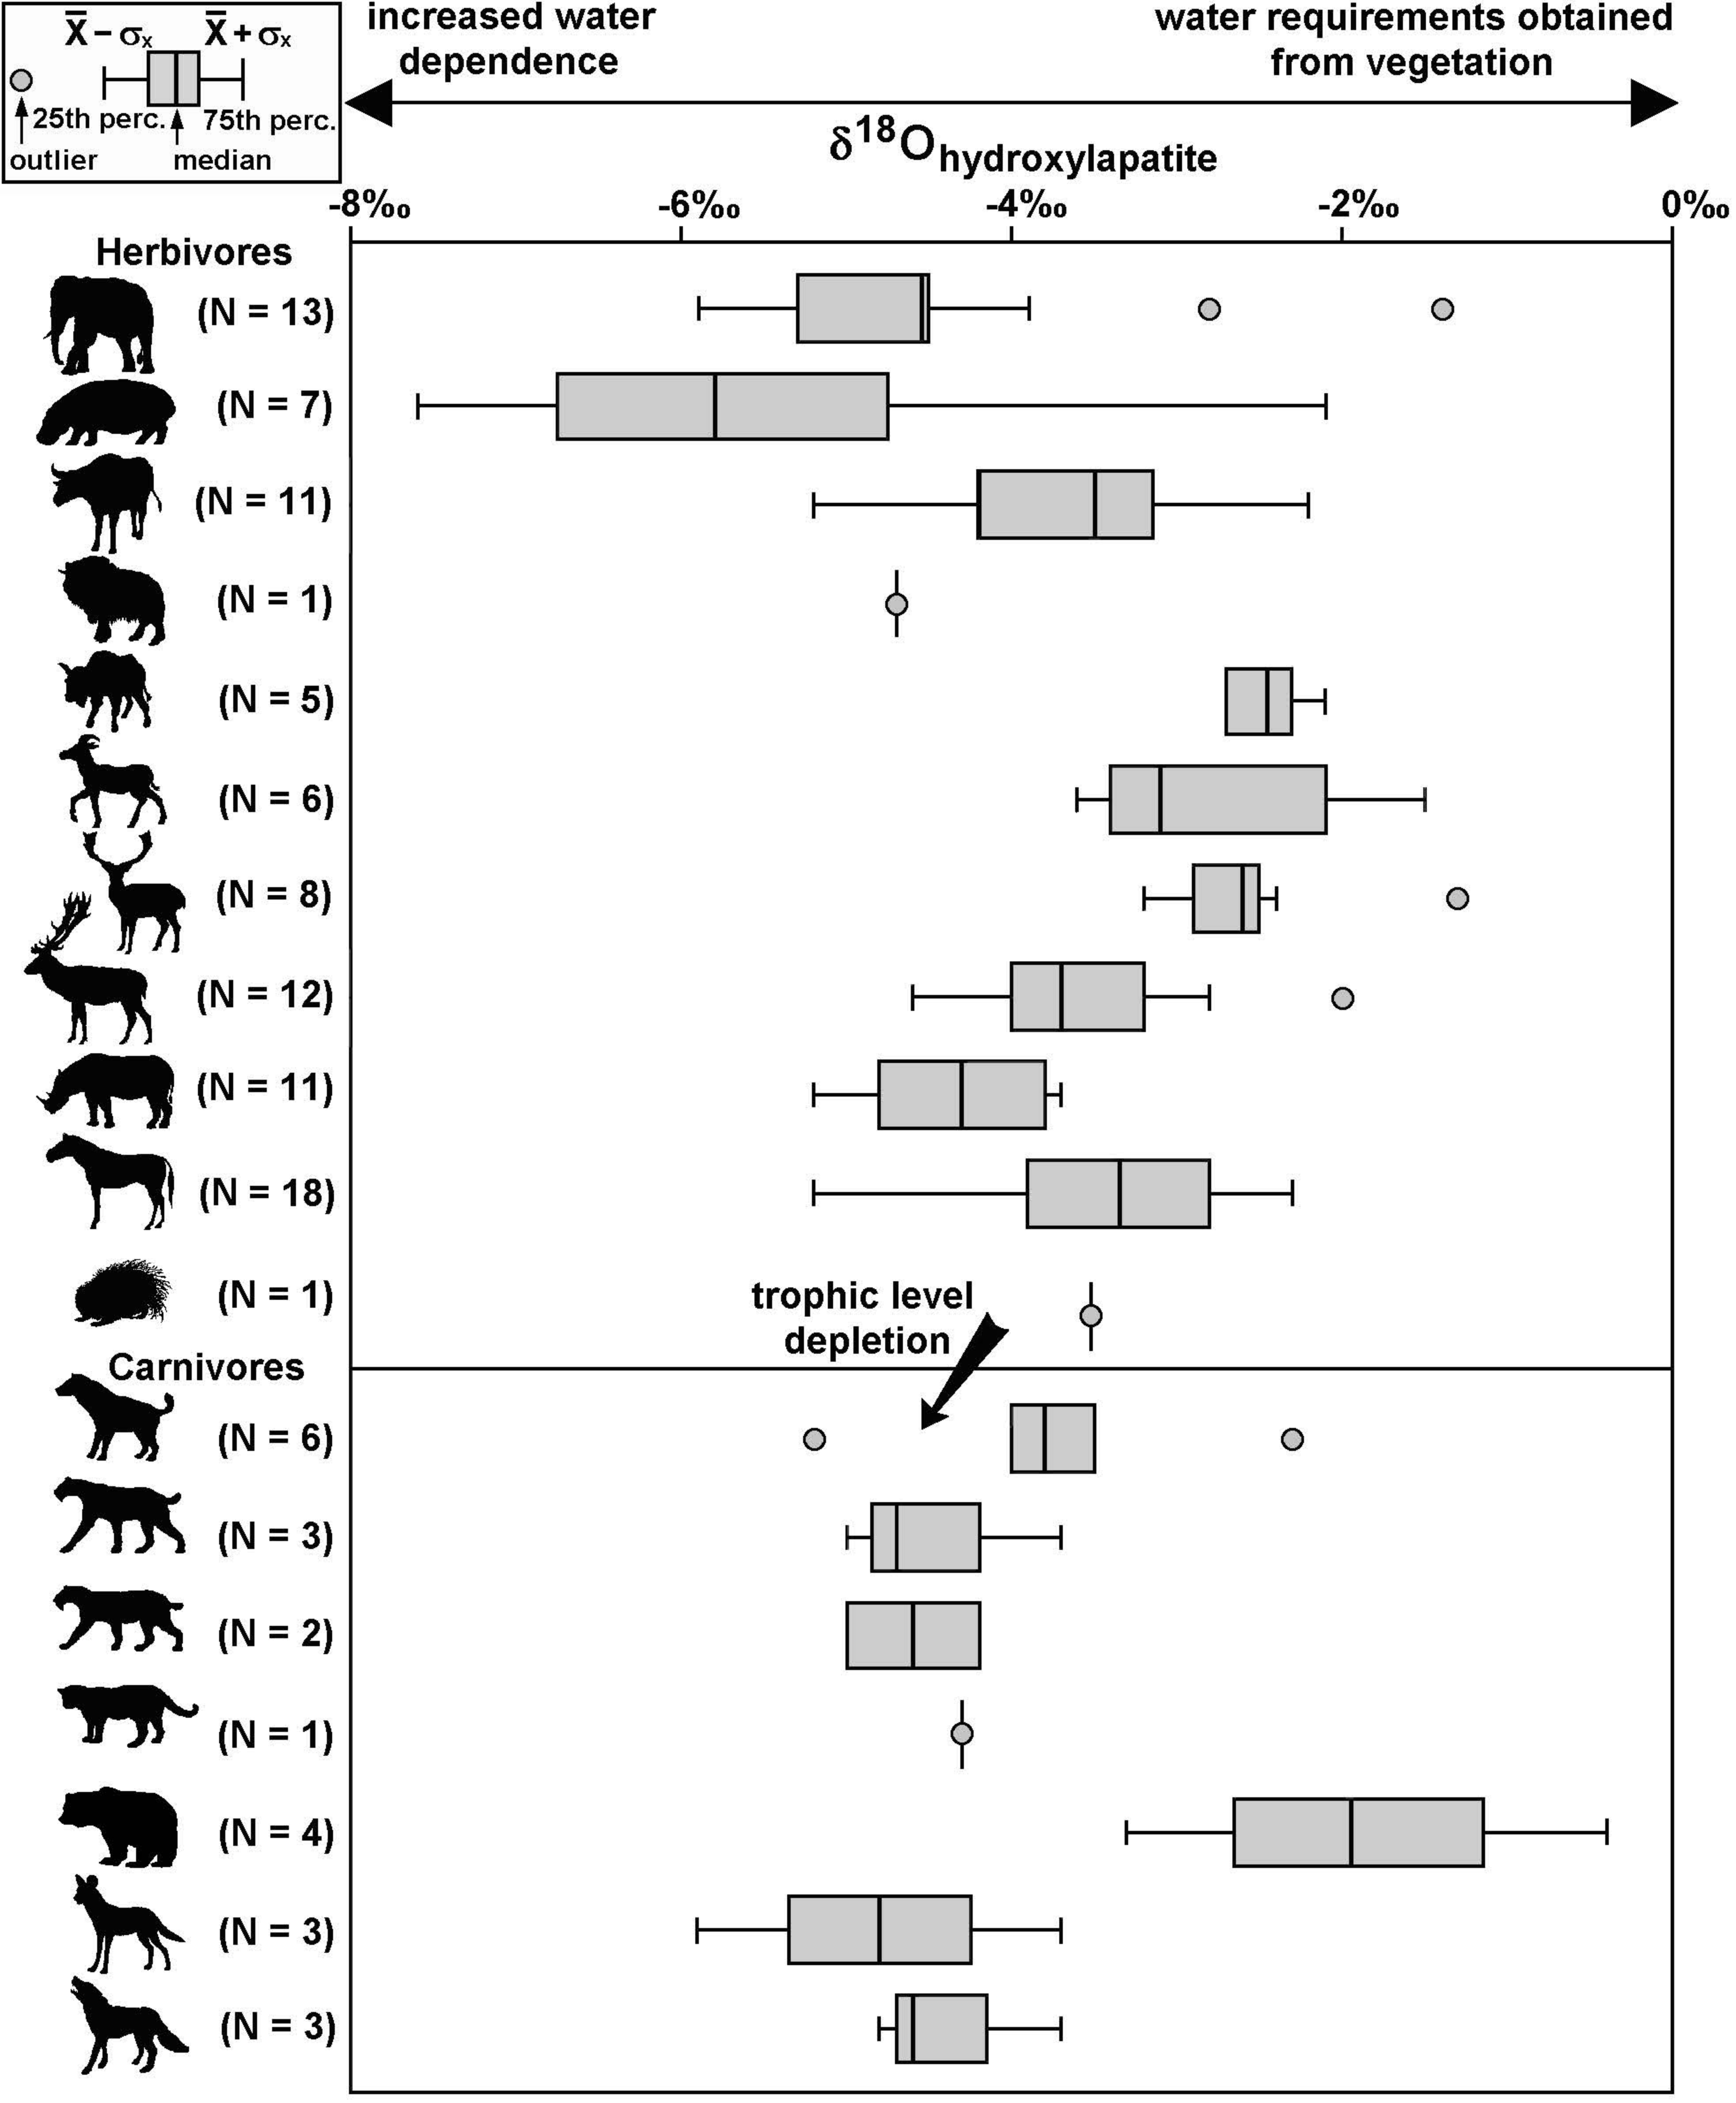 X̄ − σx X̄ + σx
25th perc. 75th perc.
outlier median
increased water
dependence
water requirements obtained
from vegetation
δ18Ohydroxylapatite
-8‰ -6‰ -4‰ -2‰ 0‰
Herbivores
(N = 13)
(N = 7)
(N = 11)
(N = 1)
(N = 5)
(N = 6)
(N = 8)
(N = 12)
(N = 11)
(N = 18)
(N = 1)
trophic level
depletion
Carnivores
(N = 6)
(N = 3)
(N = 2)
(N = 1)
(N = 4)
(N = 3)
(N = 3)